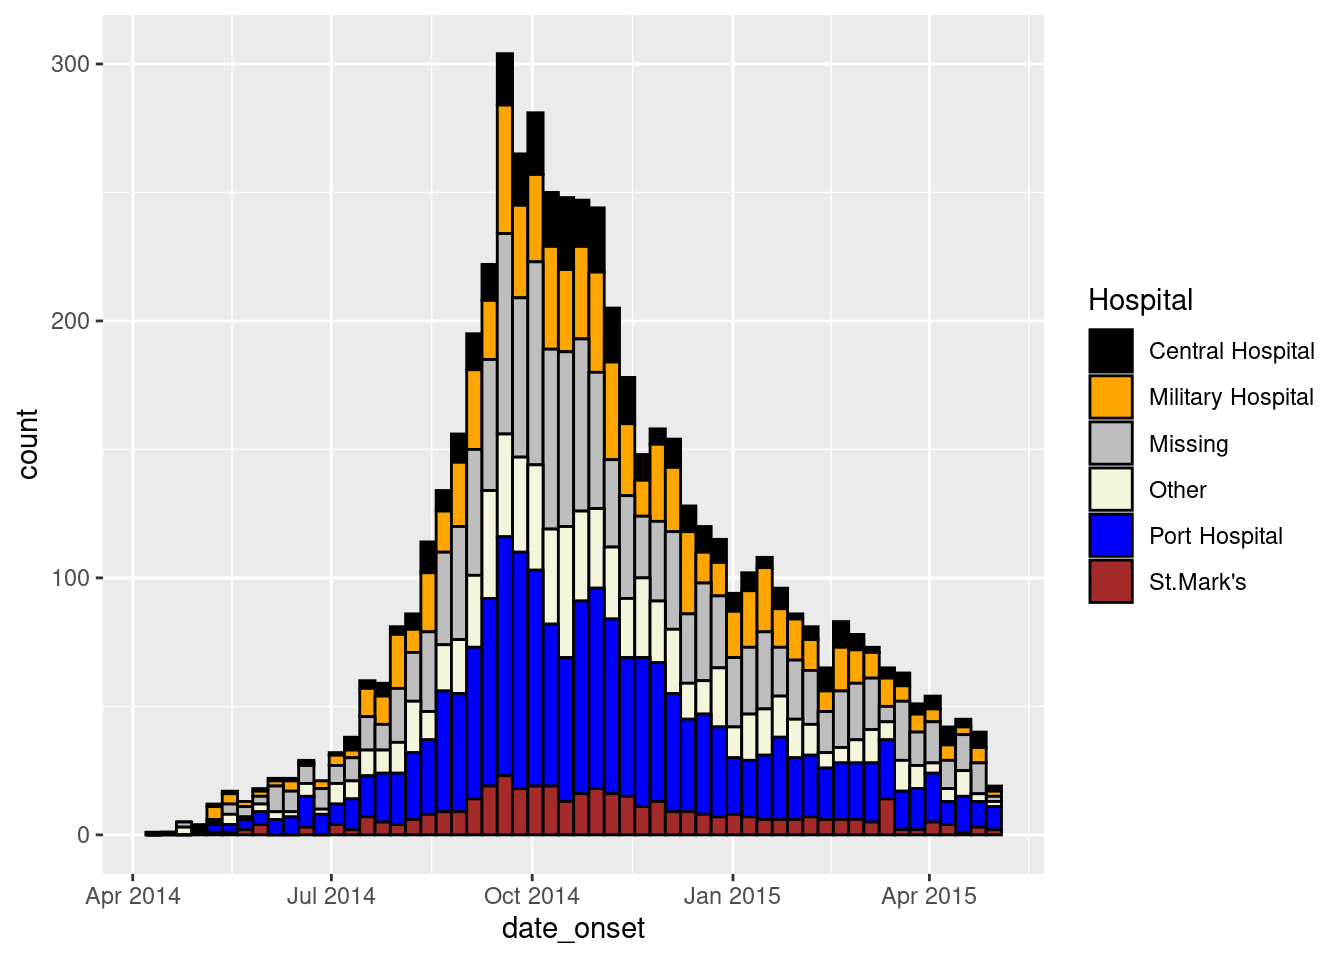 300
200
100
0
count
Apr 2014
Jul 2014
Oct 2014
Jan 2015
Apr 2015
date_onset
Hospital
Central Hospital
Military Hospital
Missing
Other
Port Hospital
St.Mark's